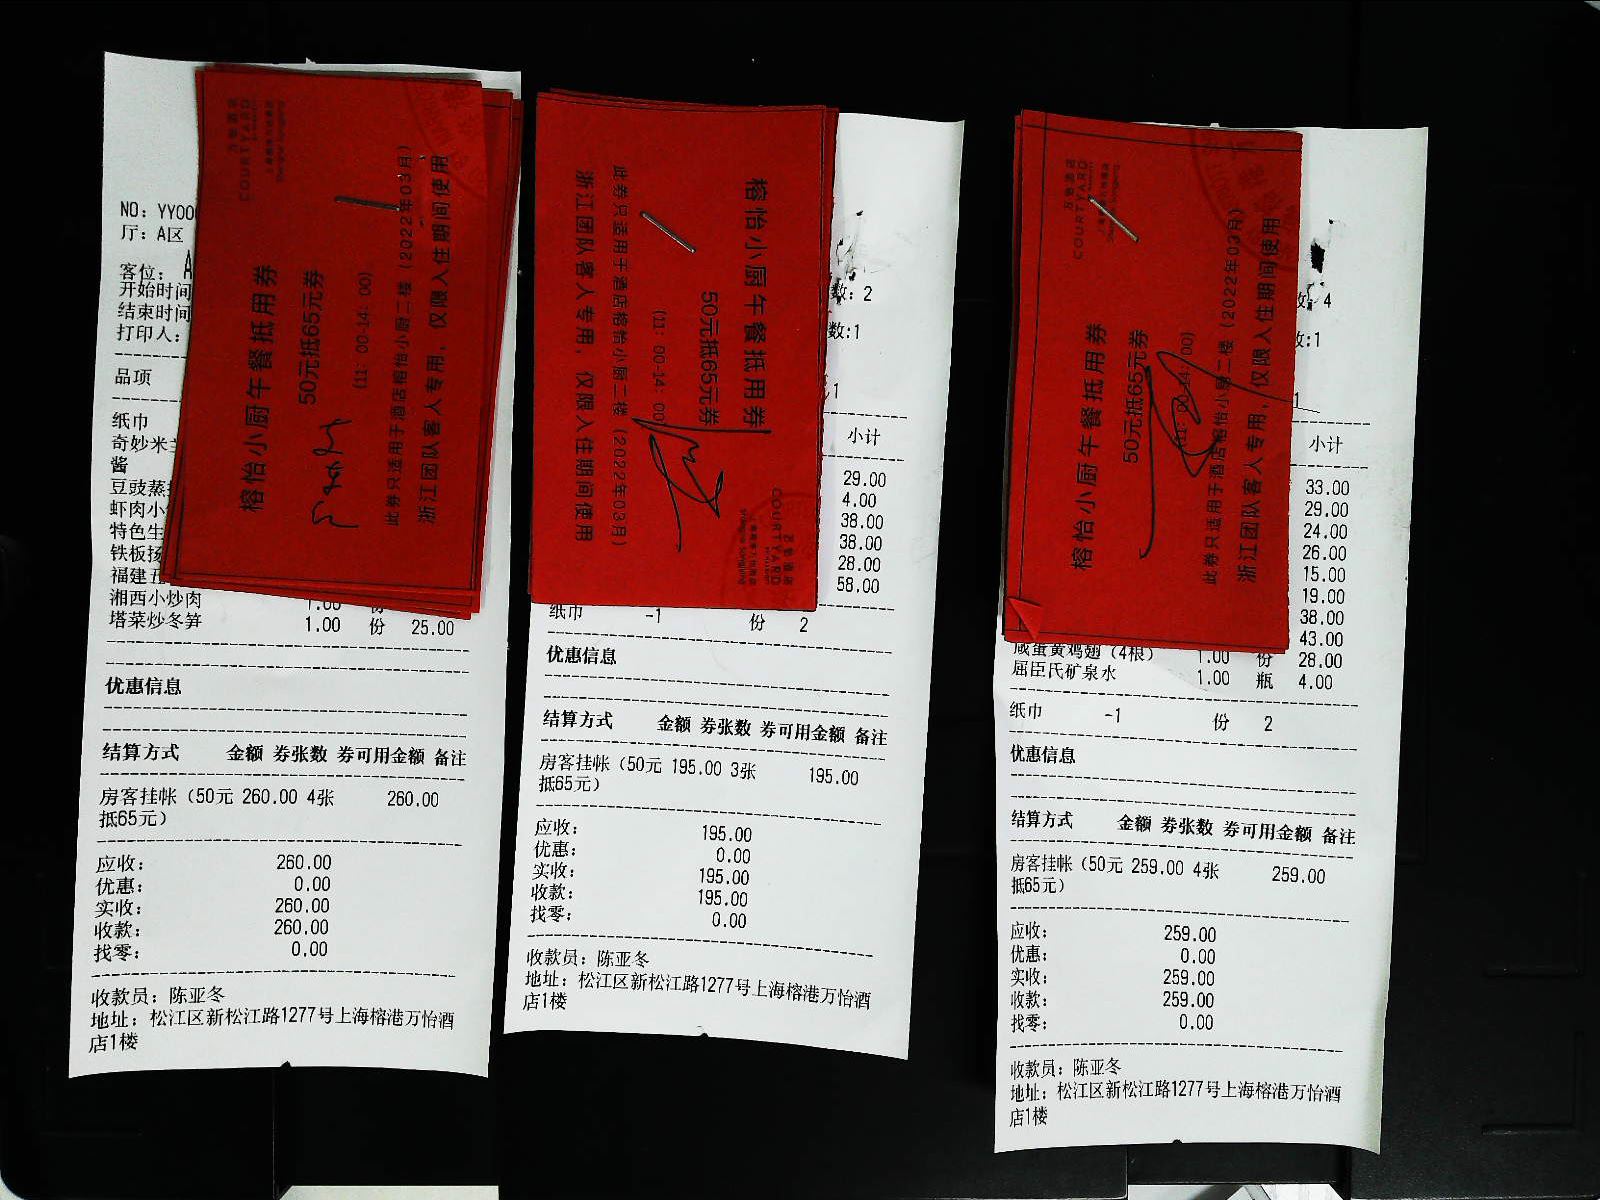 NO: YY00
厅: A区
客位: A
开始时间
结束时间
打印人:
品项
纸巾
奇妙米
酱
豆豉蒸
虾肉小
特色生
铁板扬
福建五
湘西小炒肉 1.00 份
塔菜炒冬笋 1.00 份 25.00
优惠信息
结算方式 金额 券张数 券可用金额 备注
房客挂帐（50元 260.00 4张 260.00
抵65元）
应收: 260.00
优惠: 0.00
实收: 260.00
收款: 260.00
找零: 0.00
收款员: 陈亚冬
地址: 松江区新松江路1277号上海榕港万怡酒
店1楼
万怡酒店
COURTYARD
榕怡小厨午餐抵用券
50元抵65元券
(11: 00-14: 00)
此券只适用于酒店榕怡小厨二楼（2022年03月）
浙江团队客人专用，仅限入住期间使用
数: 2
数:1
小计
29.00
4.00
38.00
38.00
28.00
58.00
纸巾 -1 份 2
优惠信息
结算方式 金额 券张数 券可用金额 备注
房客挂帐（50元 195.00 3张 195.00
抵65元）
应收: 195.00
优惠: 0.00
实收: 195.00
收款: 195.00
找零: 0.00
收款员: 陈亚冬
地址: 松江区新松江路1277号上海榕港万怡酒
店1楼
榕怡小厨午餐抵用券
50元抵65元券
(11: 00-14: 00)
此券只适用于酒店榕怡小厨二楼（2022年03月）
浙江团队客人专用，仅限入住期间使用
万怡酒店
COURTYARD
4
数:1
1
小计
33.00
29.00
24.00
26.00
15.00
19.00
38.00
43.00
咸蛋黄鸡翅（4根） 1.00 份 28.00
屈臣氏矿泉水 1.00 瓶 4.00
纸巾 -1 份 2
优惠信息
结算方式 金额 券张数 券可用金额 备注
房客挂帐（50元 259.00 4张 259.00
抵65元）
应收: 259.00
优惠: 0.00
实收: 259.00
收款: 259.00
找零: 0.00
收款员: 陈亚冬
地址: 松江区新松江路1277号上海榕港万怡酒
店1楼
万怡酒店
COURTYARD
榕怡小厨午餐抵用券
50元抵65元券
(11: 00-14: 00)
此券只适用于酒店榕怡小厨二楼（2022年03月）
浙江团队客人专用，仅限入住期间使用